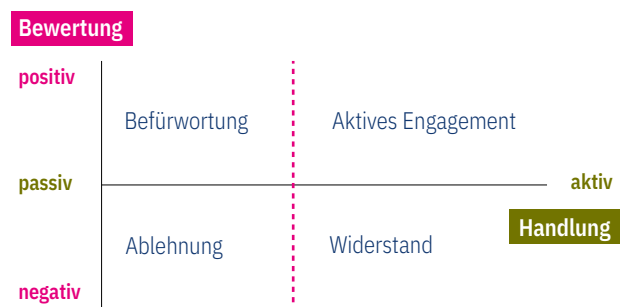 Bewertung
positiv
Befürwortung
Aktives Engagement
passiv
aktiv
Handlung
Ablehnung
Widerstand
negativ